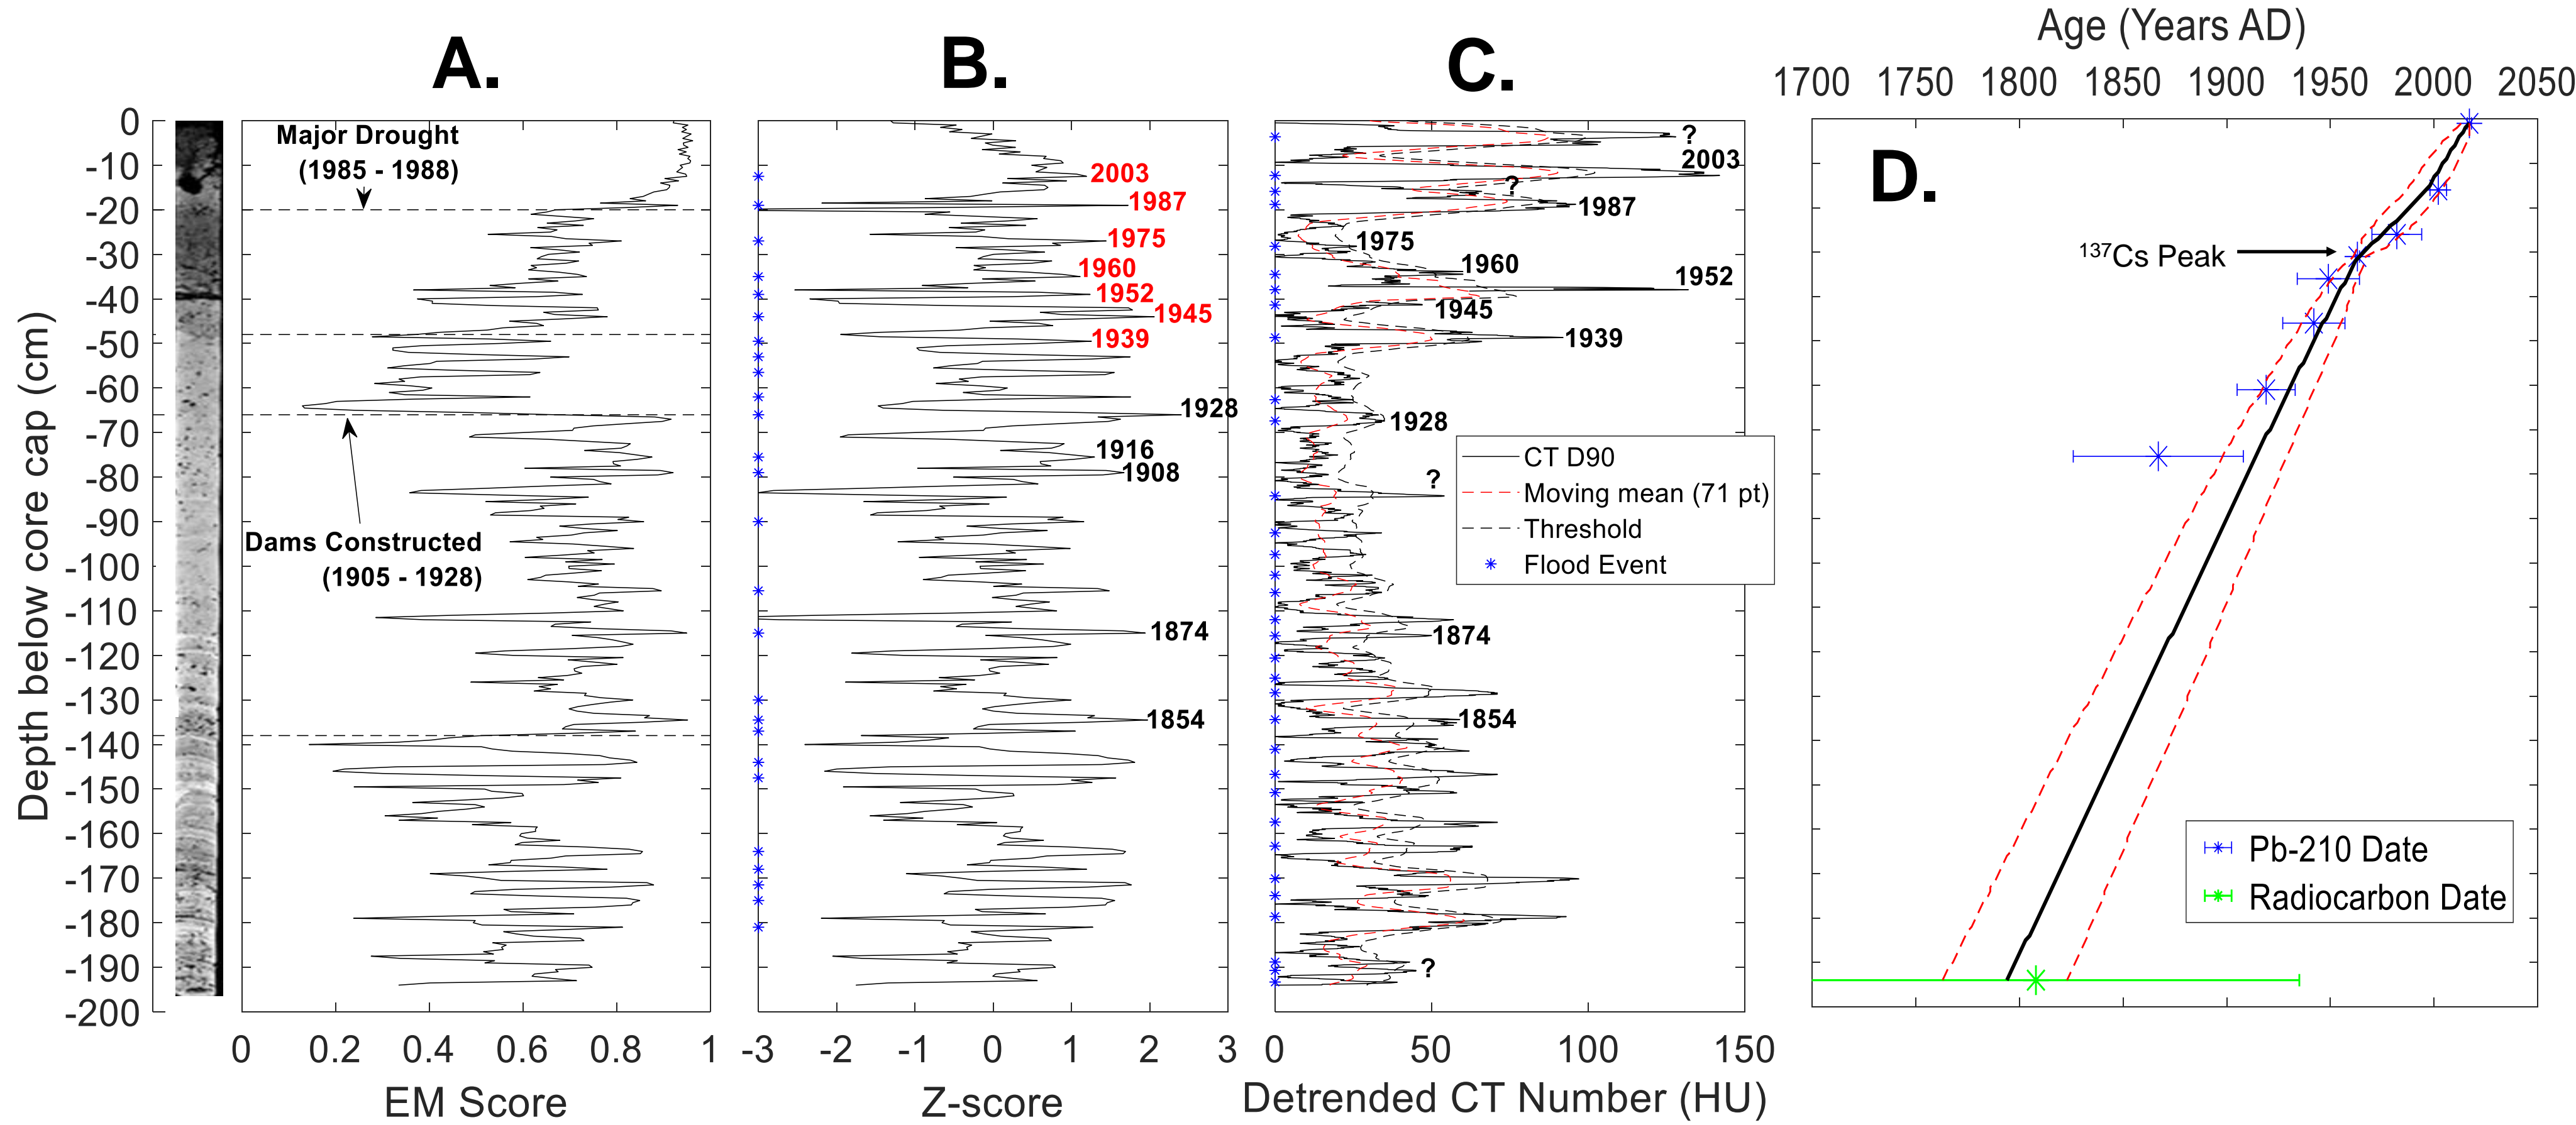 A.
B.
C.
Age (Years AD)
1700 1750 1800 1850 1900 1950 2000 2050
Depth below core cap (cm)
0
-10
-20
-30
-40
-50
-60
-70
-80
-90
-100
-110
-120
-130
-140
-150
-160
-170
-180
-190
-200
Major Drought
(1985 - 1988)
Dams Constructed
(1905 - 1928)
0 0.2 0.4 0.6 0.8 1
EM Score
2003
1987
1975
1960
1952
1945
1939
1928
1916
1908
1874
1854
-3 -2 -1 0 1 2 3
Z-score
?
2003
?
1987
1975
1960
1952
1945
1939
1928
?
1874
1854
?
CT D90
Moving mean (71 pt)
Threshold
Flood Event
0 50 100 150
Detrended CT Number (HU)
D.
137Cs Peak
Pb-210 Date
Radiocarbon Date